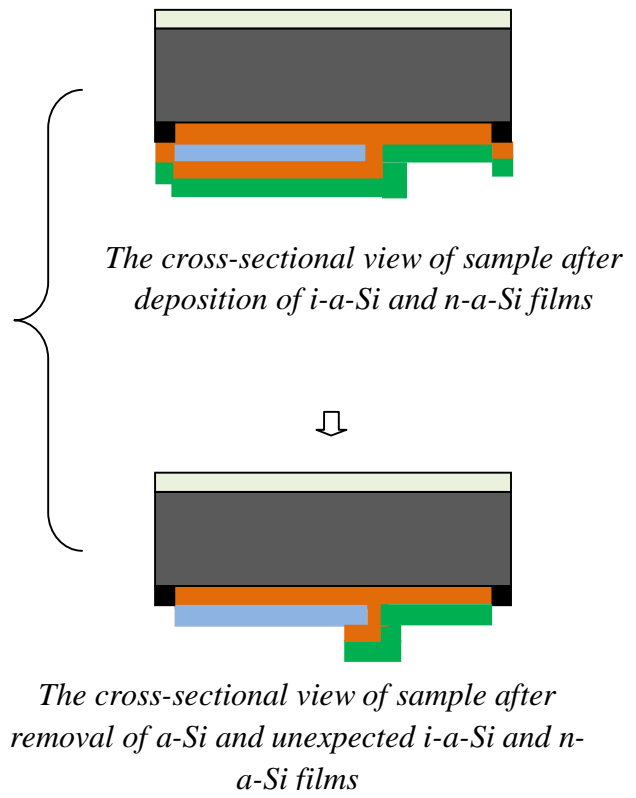 The cross-sectional view of sample after
deposition of i-a-Si and n-a-Si films
The cross-sectional view of sample after
removal of a-Si and unexpected i-a-Si and n-
a-Si films